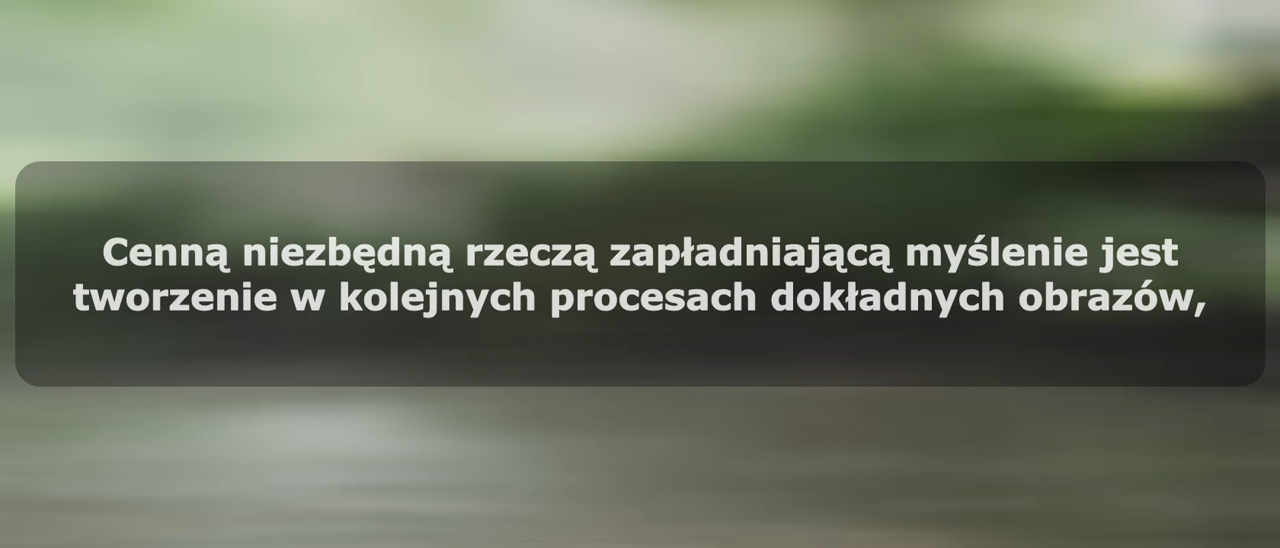 Cenną niezbędną rzeczą zapładniającą myślenie jest
tworzenie w kolejnych procesach dokładnych obrazów,